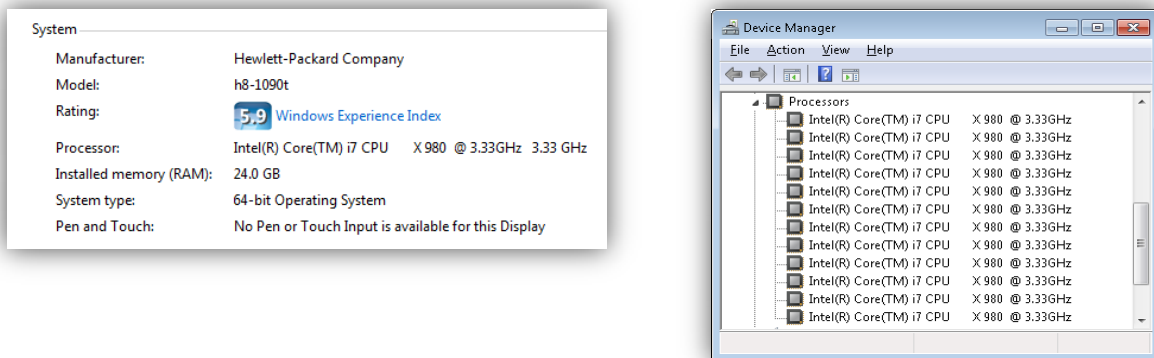 System
Manufacturer: Hewlett-Packard Company
Model: h8-1090t
Rating: 5.9 Windows Experience Index
Processor: Intel(R) Core(TM) i7 CPU X 980 @ 3.33GHz 3.33 GHz
Installed memory (RAM): 24.0 GB
System type: 64-bit Operating System
Pen and Touch: No Pen or Touch Input is available for this Display
Device Manager
File Action View Help
Processors
Intel(R) Core(TM) i7 CPU X 980 @ 3.33GHz
Intel(R) Core(TM) i7 CPU X 980 @ 3.33GHz
Intel(R) Core(TM) i7 CPU X 980 @ 3.33GHz
Intel(R) Core(TM) i7 CPU X 980 @ 3.33GHz
Intel(R) Core(TM) i7 CPU X 980 @ 3.33GHz
Intel(R) Core(TM) i7 CPU X 980 @ 3.33GHz
Intel(R) Core(TM) i7 CPU X 980 @ 3.33GHz
Intel(R) Core(TM) i7 CPU X 980 @ 3.33GHz
Intel(R) Core(TM) i7 CPU X 980 @ 3.33GHz
Intel(R) Core(TM) i7 CPU X 980 @ 3.33GHz
Intel(R) Core(TM) i7 CPU X 980 @ 3.33GHz
Intel(R) Core(TM) i7 CPU X 980 @ 3.33GHz